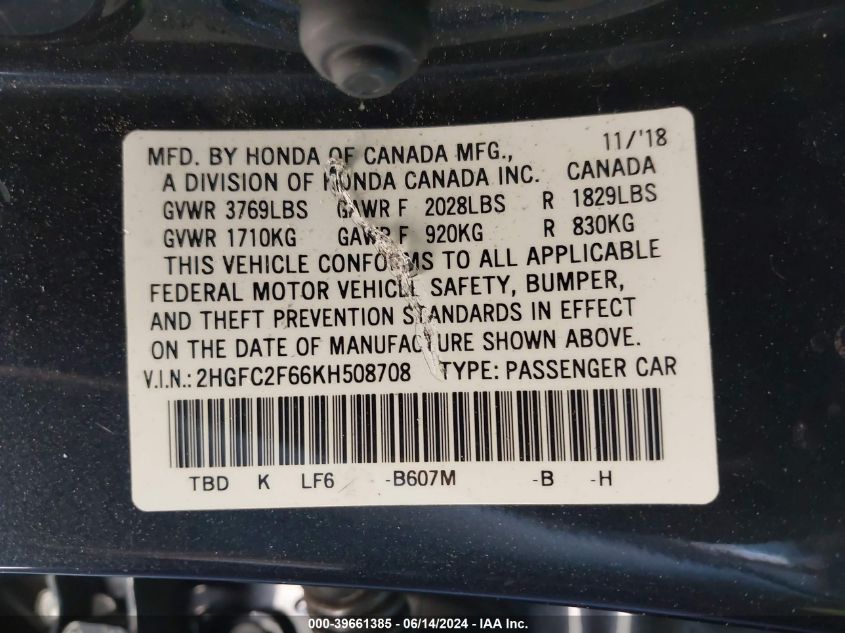 11/'18
MFD. BY HONDA OF CANADA MFG.,
A DIVISION OF HONDA CANADA INC. CANADA
GVWR 3769LBS GAWR F 2028LBS R 1829LBS
GVWR 1710KG GAWR F 920KG R 830KG
THIS VEHICLE CONFORMS TO ALL APPLICABLE
FEDERAL MOTOR VEHICLE SAFETY, BUMPER,
AND THEFT PREVENTION STANDARDS IN EFFECT
ON THE DATE OF MANUFACTURE SHOWN ABOVE.
V.I.N.: 2HGFC2F66KH508708 TYPE: PASSENGER CAR
TBD K LF6 -B607M -B -H
000-39661385 - 06/14/2024 - IAA Inc.